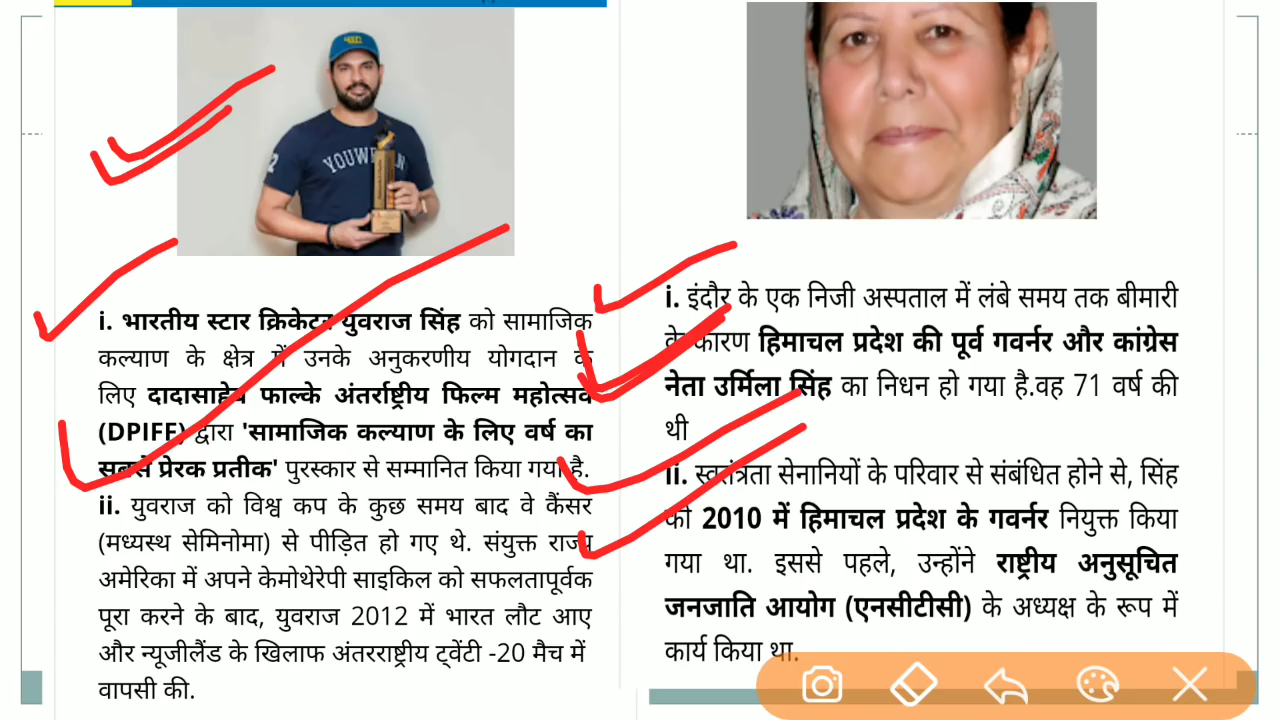 i. भारतीय स्टार क्रिकेटर युवराज सिंह को सामाजिक
कल्याण के क्षेत्र में उनके अनुकरणीय योगदान के
लिए दादासाहेब फाल्के अंतर्राष्ट्रीय फिल्म महोत्सव
(DPIFF) द्वारा 'सामाजिक कल्याण के लिए वर्ष का
सबसे प्रेरक प्रतीक' पुरस्कार से सम्मानित किया गया है.
ii. युवराज को विश्व कप के कुछ समय बाद वे कैंसर
(मध्यस्थ सेमिनोमा) से पीड़ित हो गए थे. संयुक्त राज्य
अमेरिका में अपने केमोथेरेपी साइकिल को सफलतापूर्वक
पूरा करने के बाद, युवराज 2012 में भारत लौट आए
और न्यूजीलैंड के खिलाफ अंतरराष्ट्रीय ट्वेंटी -20 मैच में
वापसी की.
i. इंदौर के एक निजी अस्पताल में लंबे समय तक बीमारी
के कारण हिमाचल प्रदेश की पूर्व गवर्नर और कांग्रेस
नेता उर्मिला सिंह का निधन हो गया है.वह 71 वर्ष की
थी
ii. स्वतंत्रता सेनानियों के परिवार से संबंधित होने से, सिंह
को 2010 में हिमाचल प्रदेश के गवर्नर नियुक्त किया
गया था. इससे पहले, उन्होंने राष्ट्रीय अनुसूचित
जनजाति आयोग (एनसीटीसी) के अध्यक्ष के रूप में
कार्य किया था.